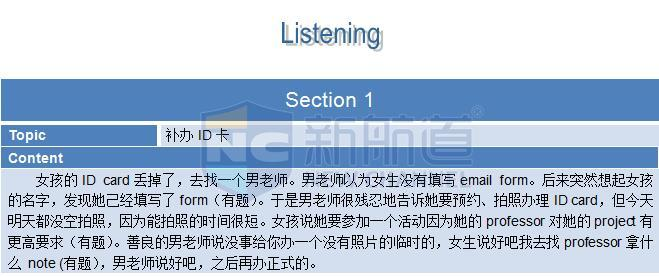 Listening
Section 1
Topic 补办 ID 卡
Content
女孩的 ID card 丢掉了，去找一个男老师。男老师以为女生没有填写 email form。后来突然想起女孩
的名字，发现她已经填写了 form（有题）。于是男老师很残忍地告诉她要预约、拍照办理 ID card，但今天
明天都没空拍照，因为能拍照的时间很短。女孩说她要参加一个活动因为她的 professor 对她的 project 有
更高要求（有题）。善良的男老师说没事给你办一个没有照片的临时的，女生说好吧我去找 professor 拿什
么 note (有题），男老师说好吧，之后再办正式的。
新航道